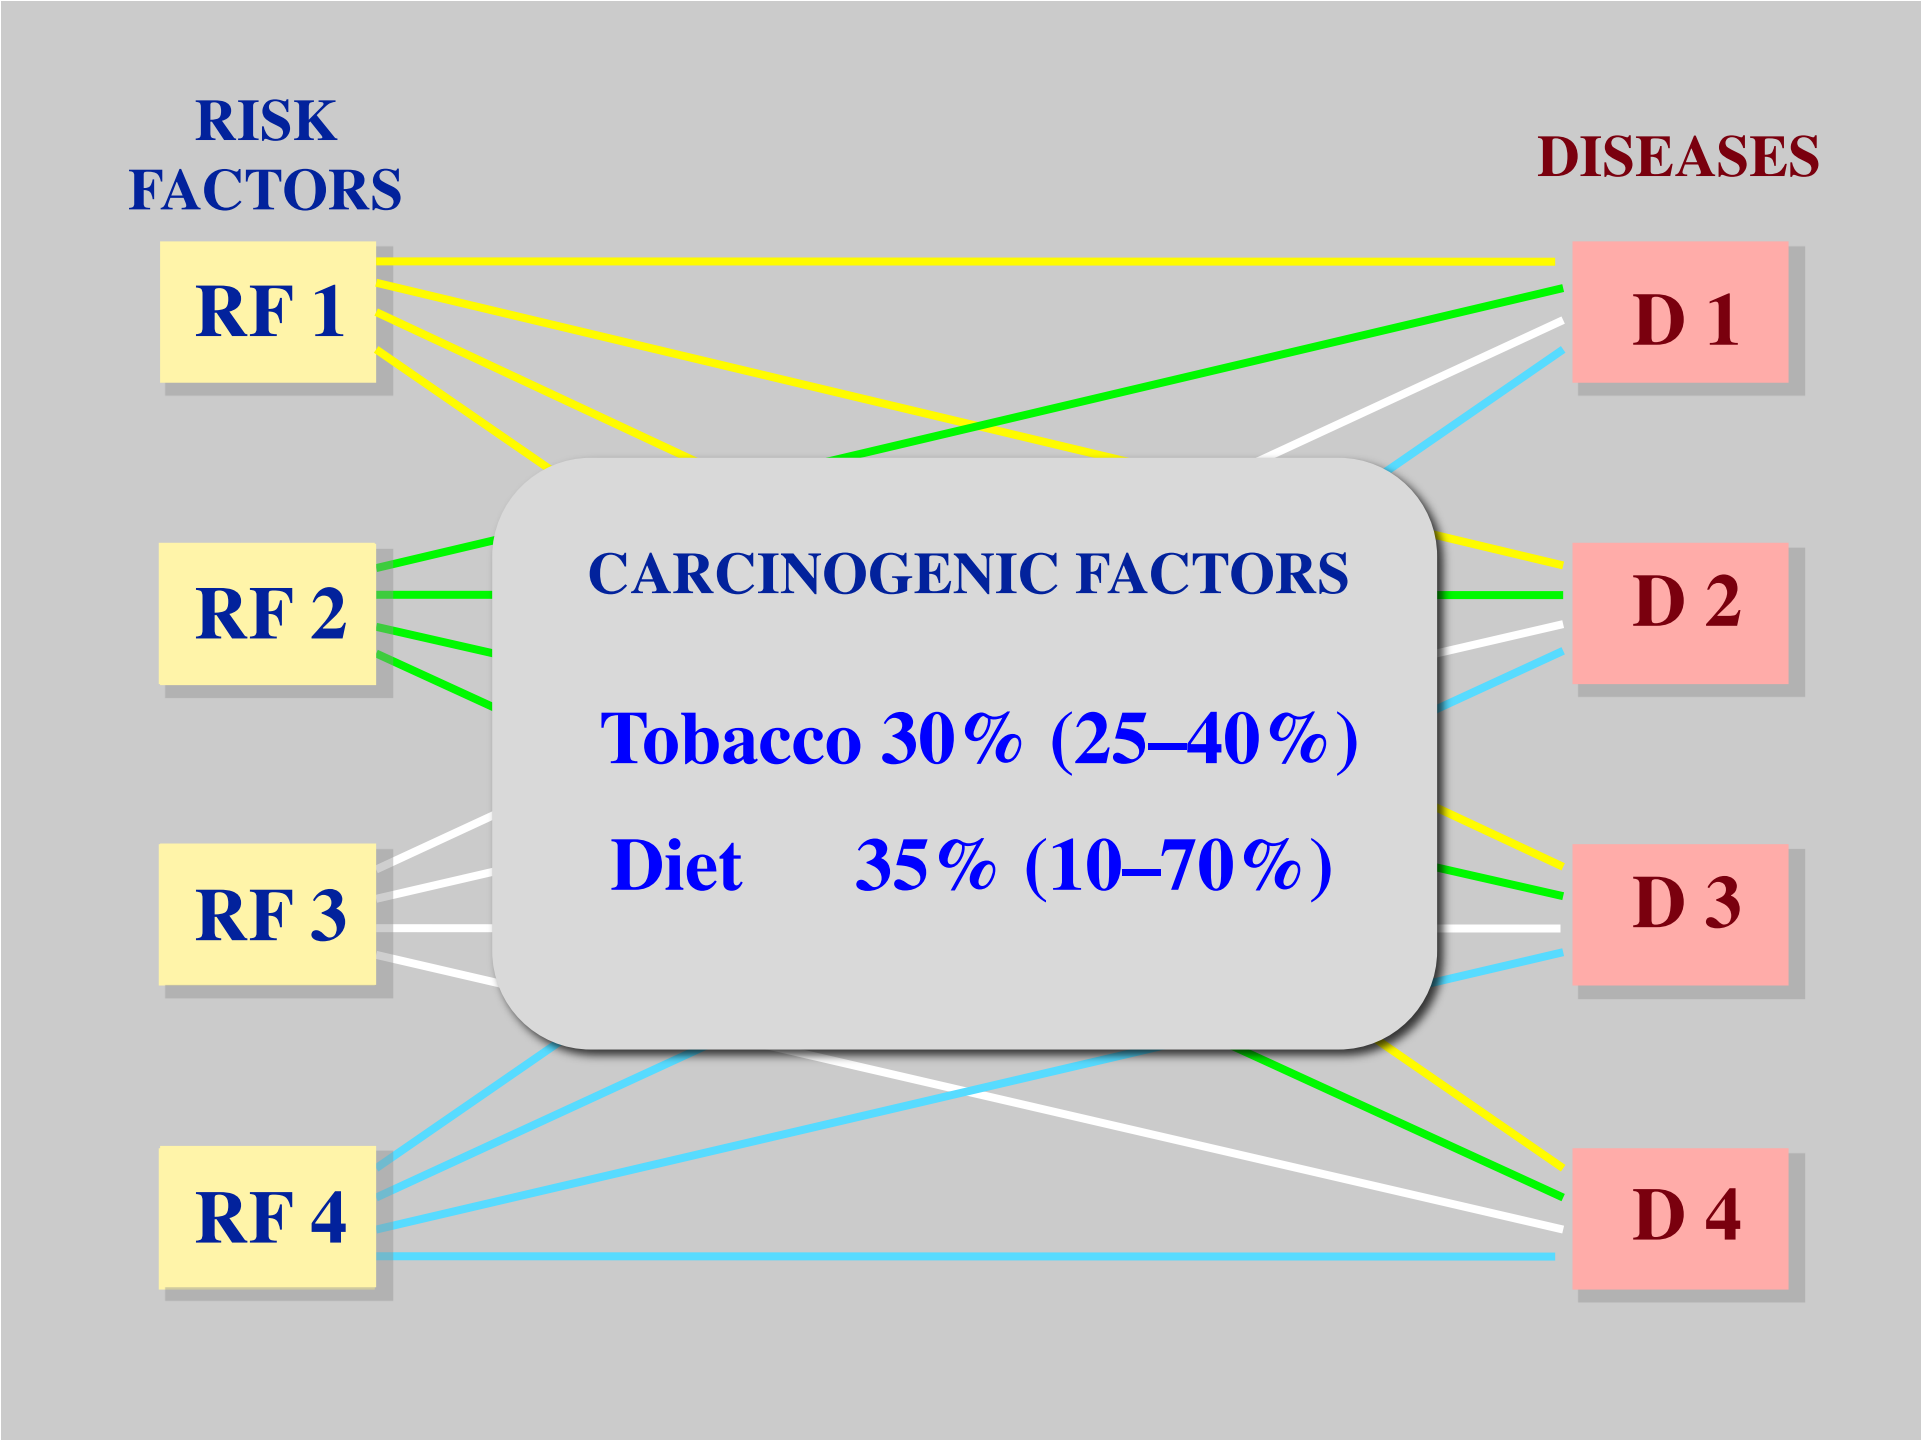 RISK
FACTORS
DISEASES
RF 1
D 1
RF 2
D 2
CARCINOGENIC FACTORS
Tobacco 30% (25–40%)
Diet 35% (10–70%)
RF 3
D 3
RF 4
D 4